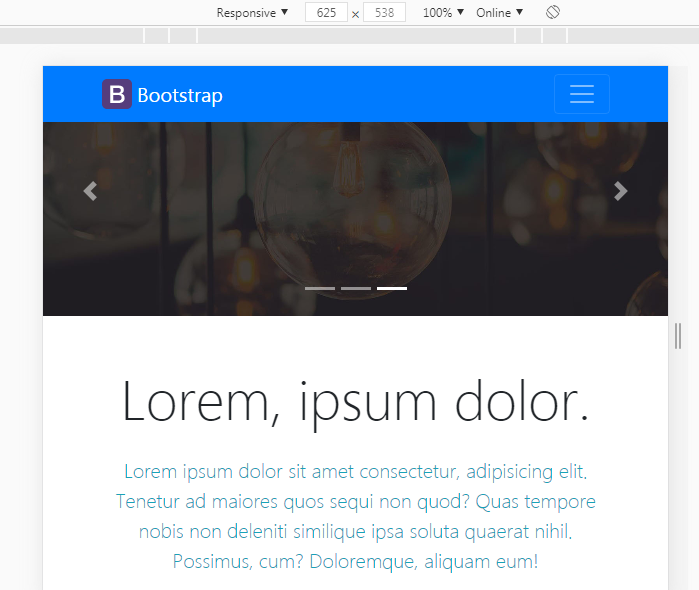 Responsive ▼ 625 × 538 100% ▼ Online ▼
B Bootstrap
Lorem, ipsum dolor.
Lorem ipsum dolor sit amet consectetur, adipisicing elit.
Tenetur ad maiores quos sequi non quod? Quas tempore
nobis non deleniti similique ipsa soluta quaerat nihil.
Possimus, cum? Doloremque, aliquam eum!